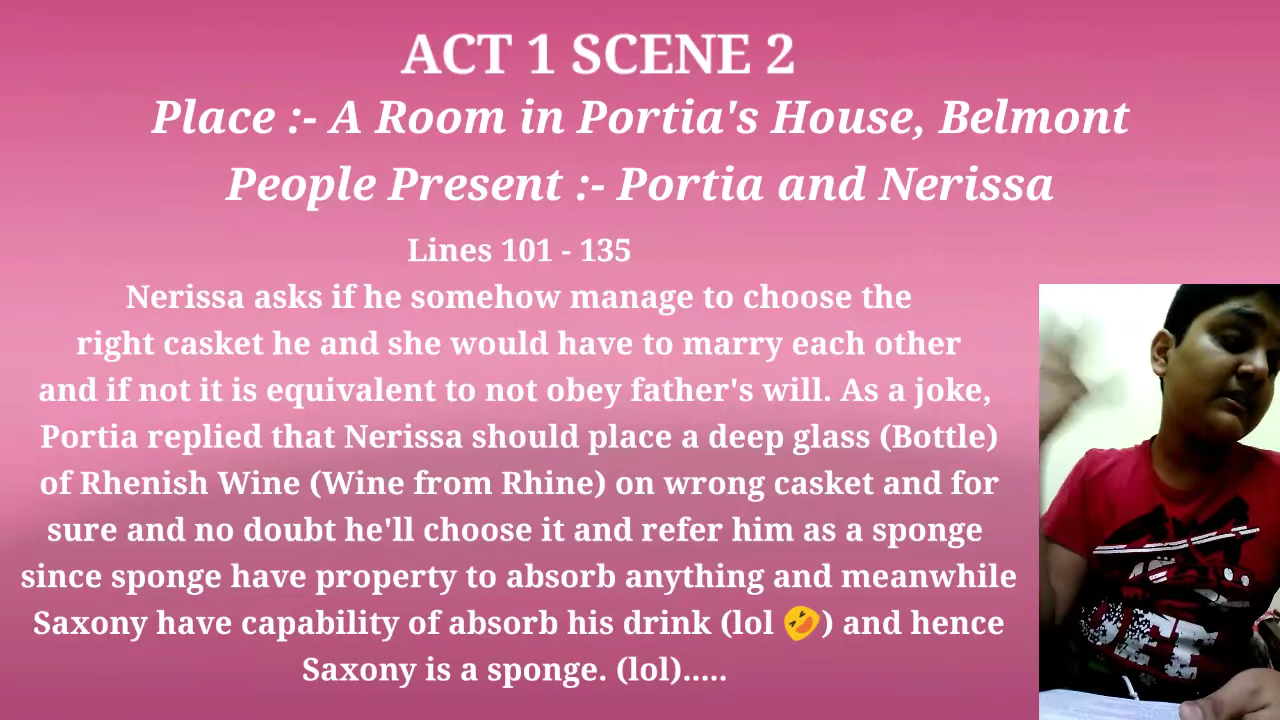 ACT 1 SCENE 2
Place :- A Room in Portia's House, Belmont
People Present :- Portia and Nerissa
Lines 101 - 135
Nerissa asks if he somehow manage to choose the
right casket he and she would have to marry each other
and if not it is equivalent to not obey father's will. As a joke,
Portia replied that Nerissa should place a deep glass (Bottle)
of Rhenish Wine (Wine from Rhine) on wrong casket and for
sure and no doubt he'll choose it and refer him as a sponge
since sponge have property to absorb anything and meanwhile
Saxony have capability of absorb his drink (lol 🤣) and hence
Saxony is a sponge. (lol).....